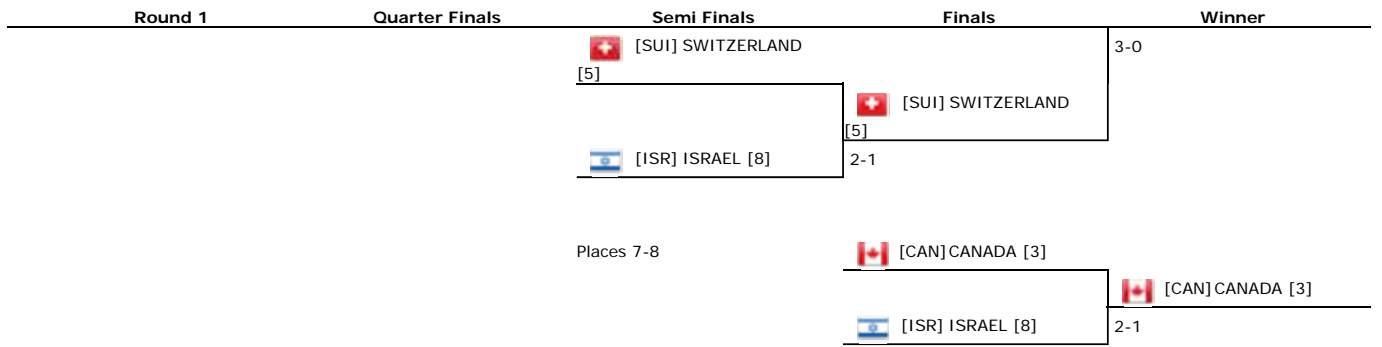 Round 1 Quarter Finals Semi Finals Finals Winner
[SUI] SWITZERLAND 3-0
[5]
[SUI] SWITZERLAND
[5]
[ISR] ISRAEL [8] 2-1
Places 7-8 [CAN] CANADA [3]
[CAN] CANADA [3]
[ISR] ISRAEL [8] 2-1